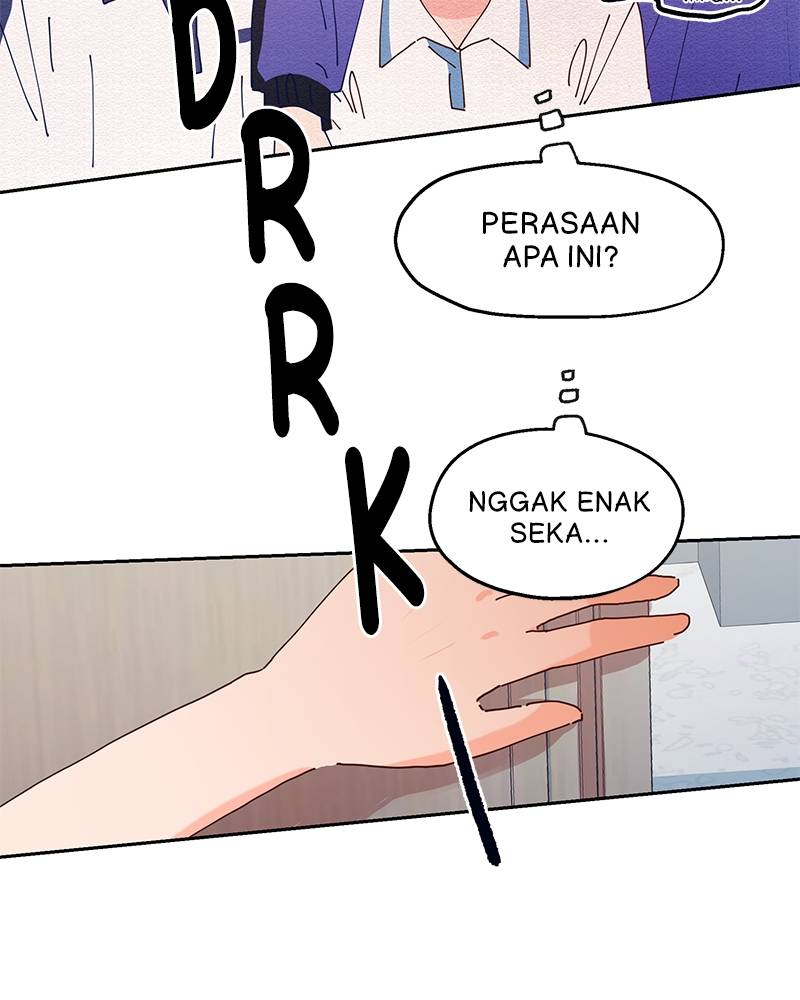 DRRK
PERASAAN
APA INI?
NGGAK ENAK
SEKA...